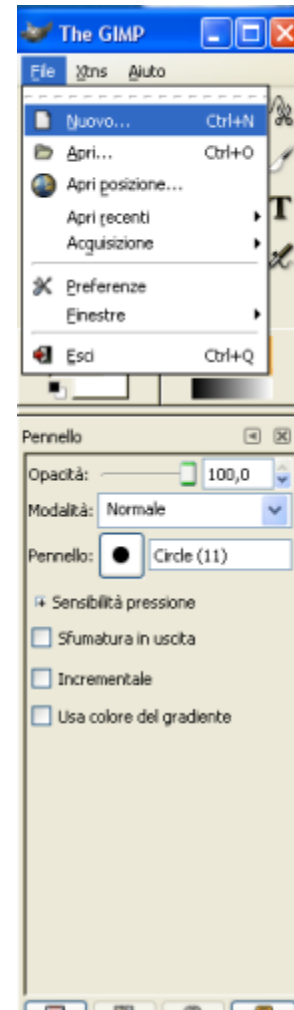 The GIMP
File Xtns Aiuto
Nuovo... Ctrl+N
Apri... Ctrl+O
Apri posizione...
Apri recenti
Acquisizione
Preferenze
Finestre
Esci Ctrl+Q
Pennello
Opacità: 100,0
Modalità: Normale
Pennello: Circle (11)
Sensibilità pressione
Sfumatura in uscita
Incrementale
Usa colore del gradiente